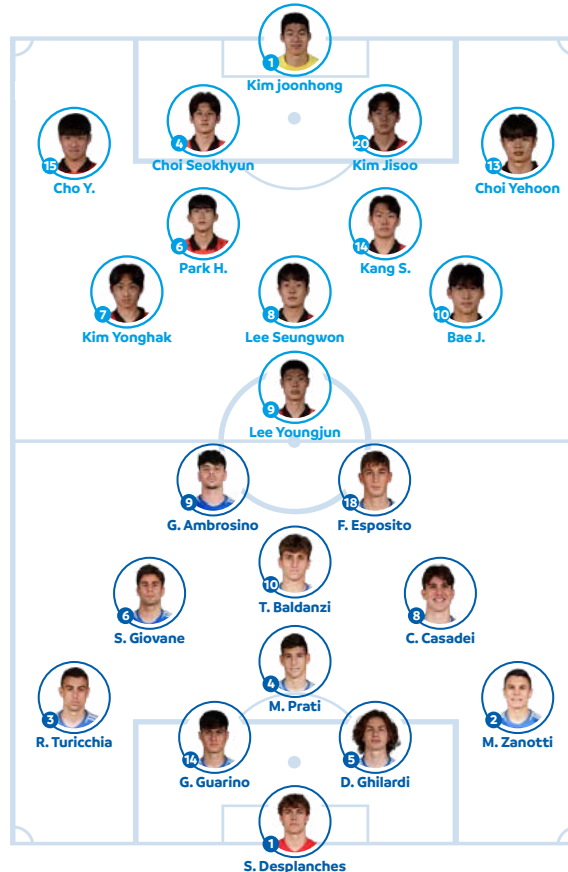 1
Kim joonhong
15
Cho Y.
4
Choi Seokhyun
20
Kim Jisoo
13
Choi Yehoon
6
Park H.
14
Kang S.
7
Kim Yonghak
8
Lee Seungwon
10
Bae J.
9
Lee Youngjun
9
G. Ambrosino
18
F. Esposito
10
T. Baldanzi
6
S. Giovane
8
C. Casadei
4
M. Prati
3
R. Turicchia
2
M. Zanotti
14
G. Guarino
5
D. Ghilardi
1
S. Desplanches